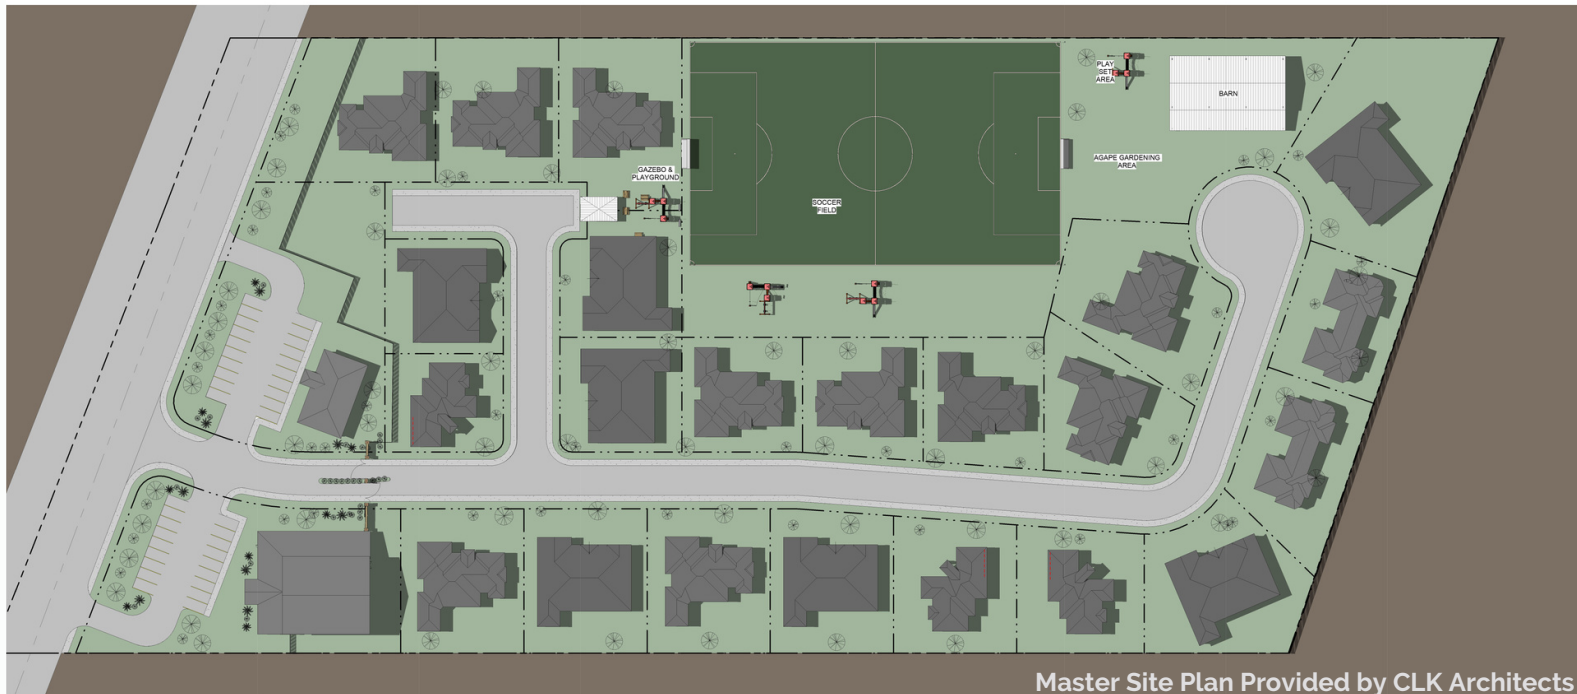 PLAY
SET
AREA
BARN
AGAPE GARDENING
AREA
GAZEBO &
PLAYGROUND
SOCCER
FIELD
Master Site Plan Provided by CLK Architects